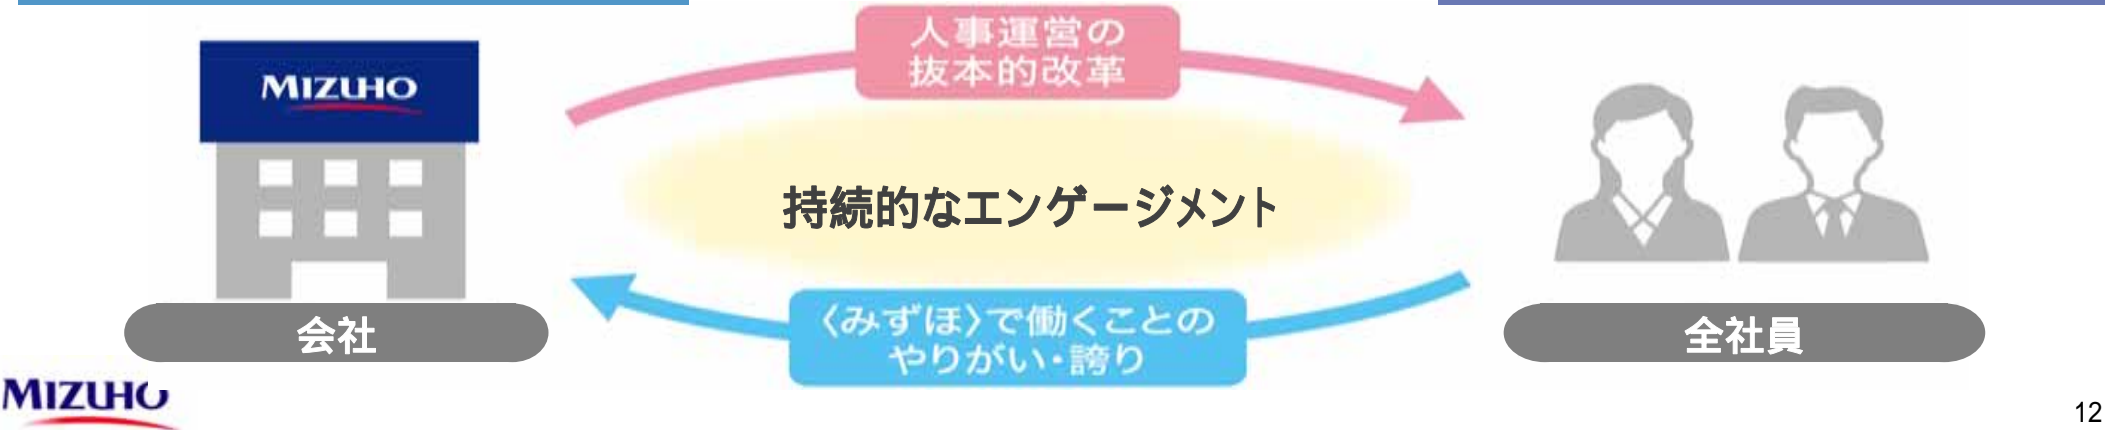 人事運営の
抜本的改革
MIZUHO
持続的なエンゲージメント
〈みずほ〉で働くことの
やりがい・誇り
会社
全社員
MIZUHO
12